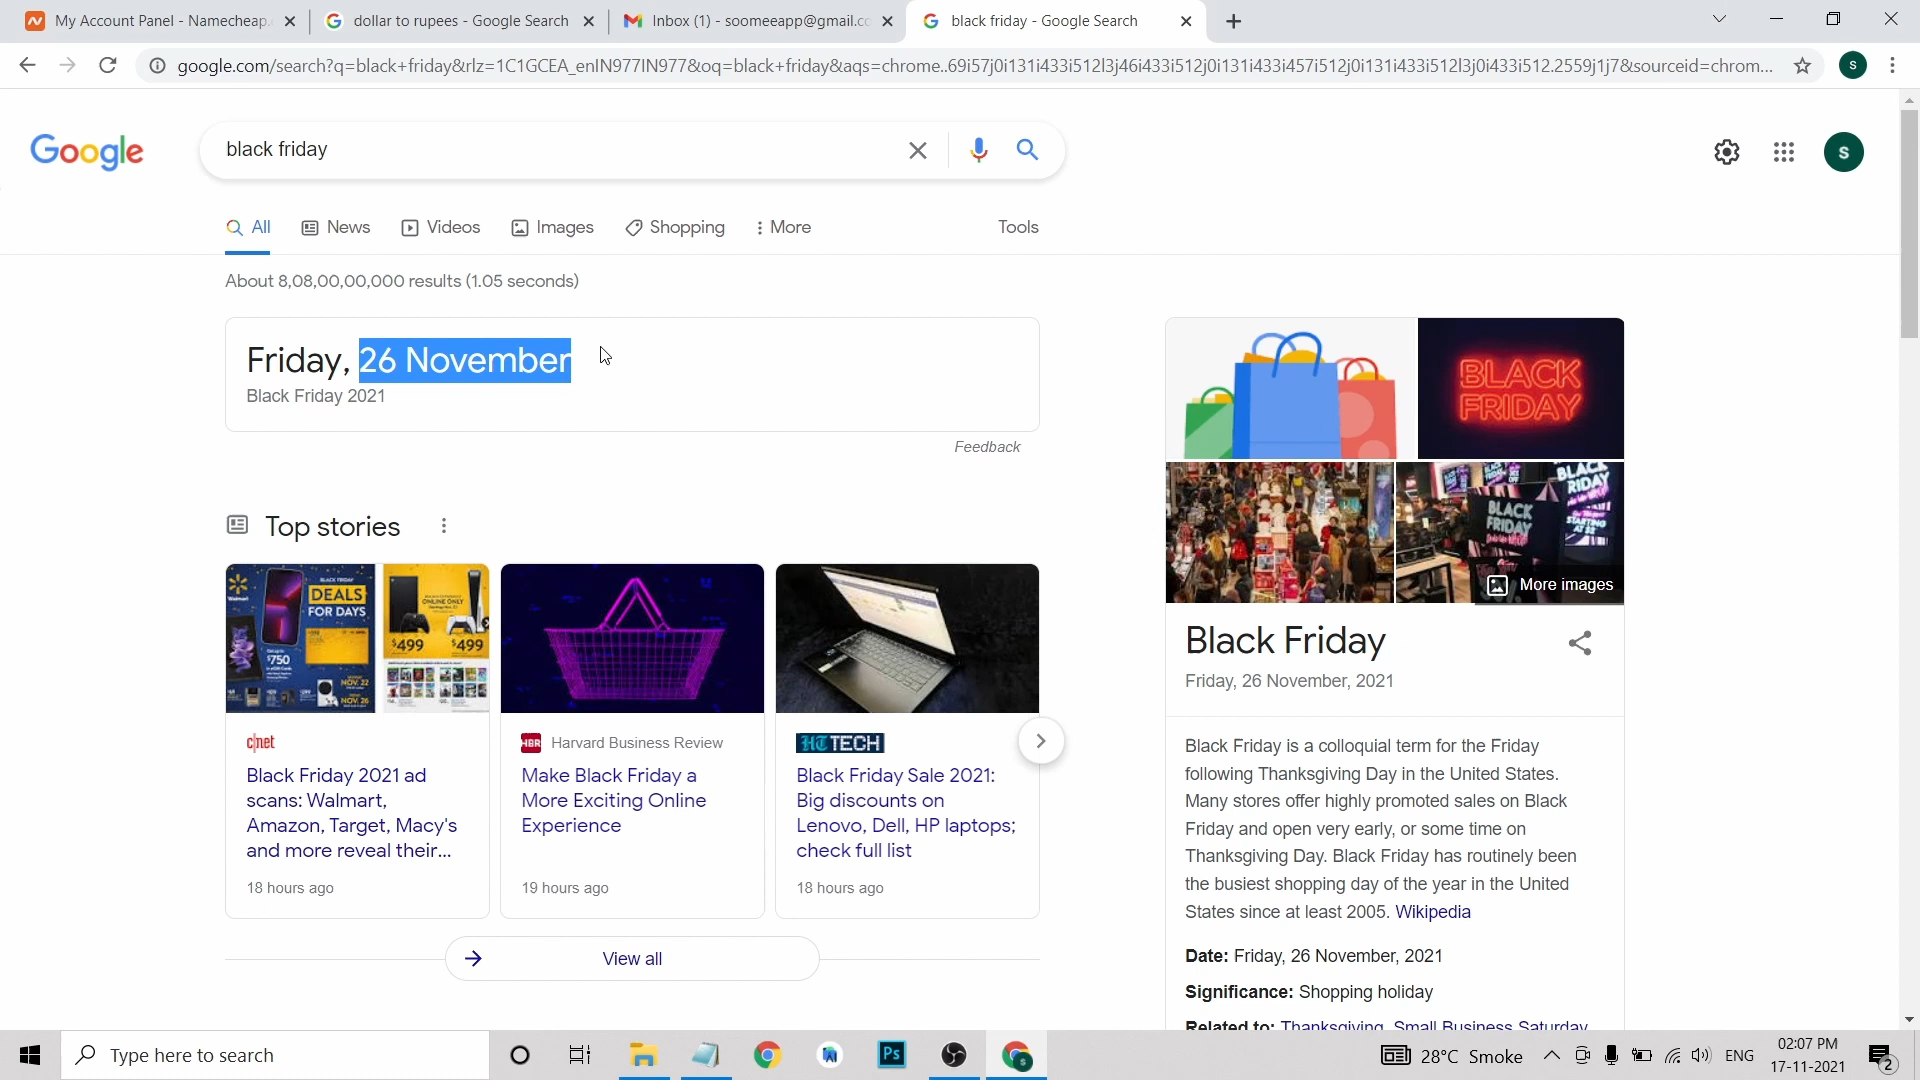 My Account Panel - Namecheap.
dollar to rupees - Google Search
Inbox (1) - soomeeapp@gmail.co
black friday - Google Search
google.com/search?q=black+friday&rlz=1C1GCEA_enIN977IN977&oq=black+friday&aqs=chrome..69i57j0i131i433i512l3j46i433i512j0i131i433i457i512j0i131i433i512l3j0i433i512.2559j1j7&sourceid=chrom...
S
Google
black friday
S
All
News
Videos
Images
Shopping
More
Tools
About 8,08,00,00,000 results (1.05 seconds)
Friday, 26 November
Black Friday 2021
Feedback
Top stories
Walmart
BLACK FRIDAY
DEALS
FOR DAYS
$750
NOV. 22
NOV. 26
ONLINE ONLY
$499
$499
c|net
Black Friday 2021 ad
scans: Walmart,
Amazon, Target, Macy's
and more reveal their...
18 hours ago
HBR Harvard Business Review
Make Black Friday a
More Exciting Online
Experience
19 hours ago
HT TECH
Black Friday Sale 2021:
Big discounts on
Lenovo, Dell, HP laptops;
check full list
18 hours ago
View all
BLACK
FRIDAY
BLACK
FRIDAY
More images
Black Friday
Friday, 26 November, 2021
Black Friday is a colloquial term for the Friday
following Thanksgiving Day in the United States.
Many stores offer highly promoted sales on Black
Friday and open very early, or some time on
Thanksgiving Day. Black Friday has routinely been
the busiest shopping day of the year in the United
States since at least 2005. Wikipedia
Date: Friday, 26 November, 2021
Significance: Shopping holiday
Related to: Thanksgiving, Small Business Saturday
Type here to search
Ps
28°C Smoke
ENG
02:07 PM
17-11-2021
2